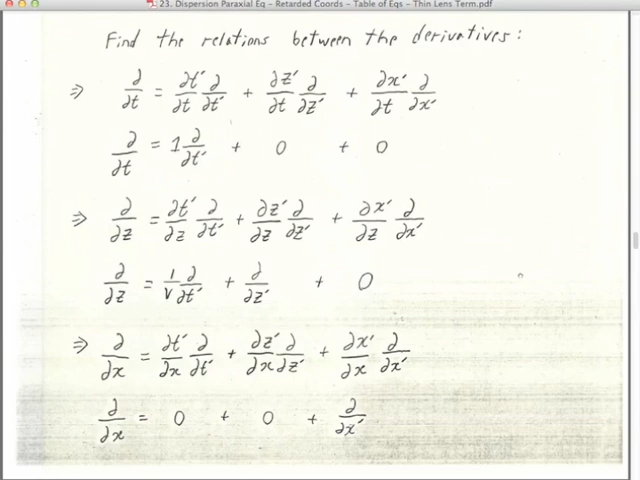 23. Dispersion Paraxial Eq – Retarded Coords – Table of Eqs – Thin Lens Term.pdf
Find the relations between the derivatives:
⇒ ∂/∂t = ∂t′/∂t ∂/∂t′ + ∂z′/∂t ∂/∂z′ + ∂x′/∂t ∂/∂x′
∂/∂t = 1 ∂/∂t′ + 0 + 0
⇒ ∂/∂z = ∂t′/∂z ∂/∂t′ + ∂z′/∂z ∂/∂z′ + ∂x′/∂z ∂/∂x′
∂/∂z = 1/V ∂/∂t′ + ∂/∂z′ + 0
⇒ ∂/∂x = ∂t′/∂x ∂/∂t′ + ∂z′/∂x ∂/∂z′ + ∂x′/∂x ∂/∂x′
∂/∂x = 0 + 0 + ∂/∂x′